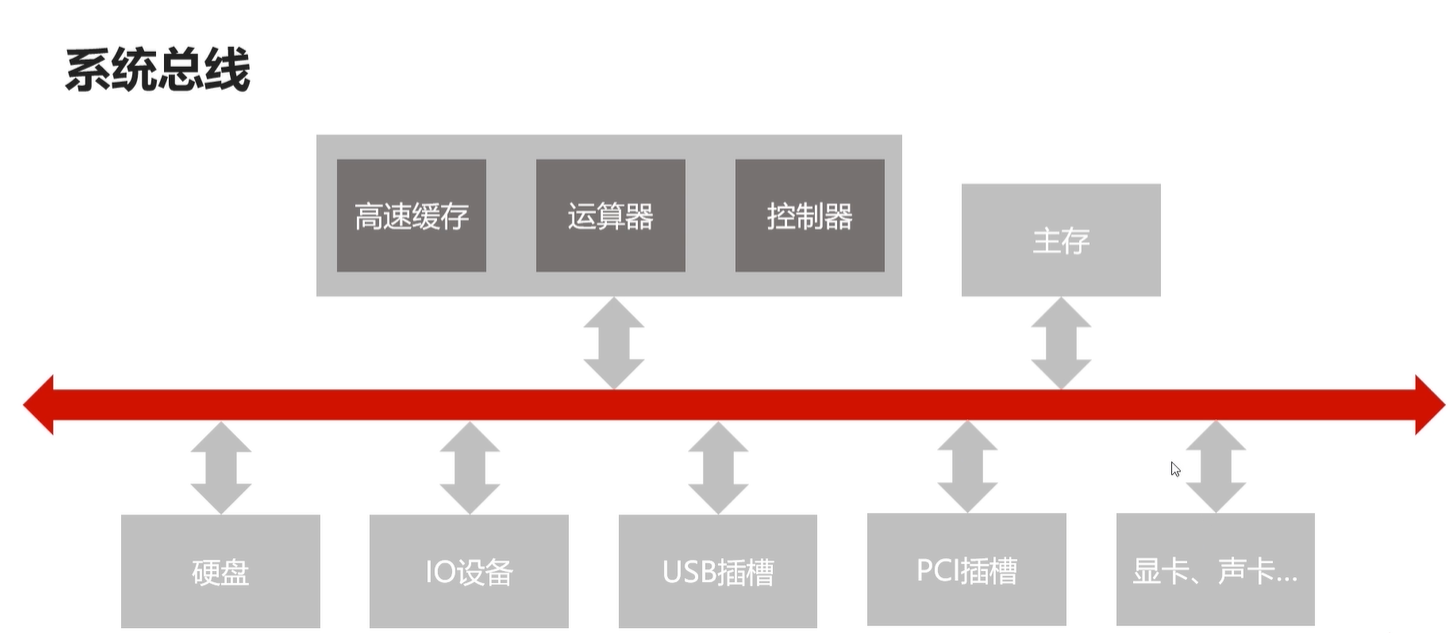 系统总线
高速缓存
运算器
控制器
主存
硬盘
IO设备
USB插槽
PCI插槽
显卡、声卡...